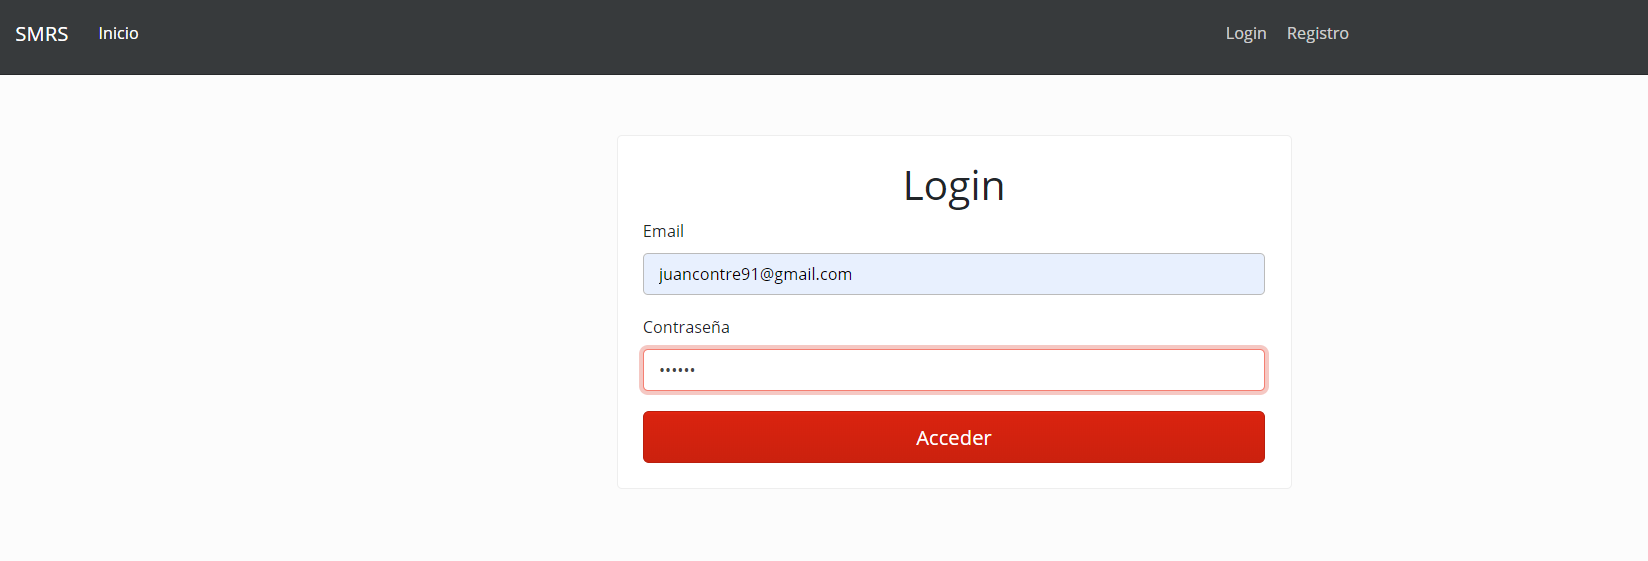 SMRS Inicio Login Registro
Login
Email
juancontre91@gmail.com
Contraseña
••••••
Acceder